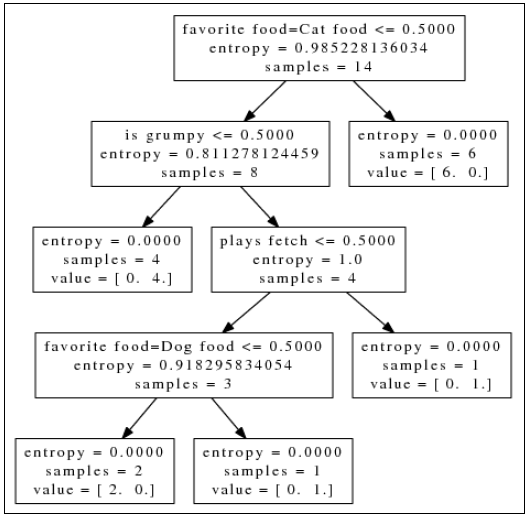 favorite food=Cat food <= 0.5000
entropy = 0.985228136034
samples = 14
is grumpy <= 0.5000
entropy = 0.811278124459
samples = 8
entropy = 0.0000
samples = 6
value = [ 6. 0.]
entropy = 0.0000
samples = 4
value = [ 0. 4.]
plays fetch <= 0.5000
entropy = 1.0
samples = 4
favorite food=Dog food <= 0.5000
entropy = 0.918295834054
samples = 3
entropy = 0.0000
samples = 1
value = [ 0. 1.]
entropy = 0.0000
samples = 2
value = [ 2. 0.]
entropy = 0.0000
samples = 1
value = [ 0. 1.]